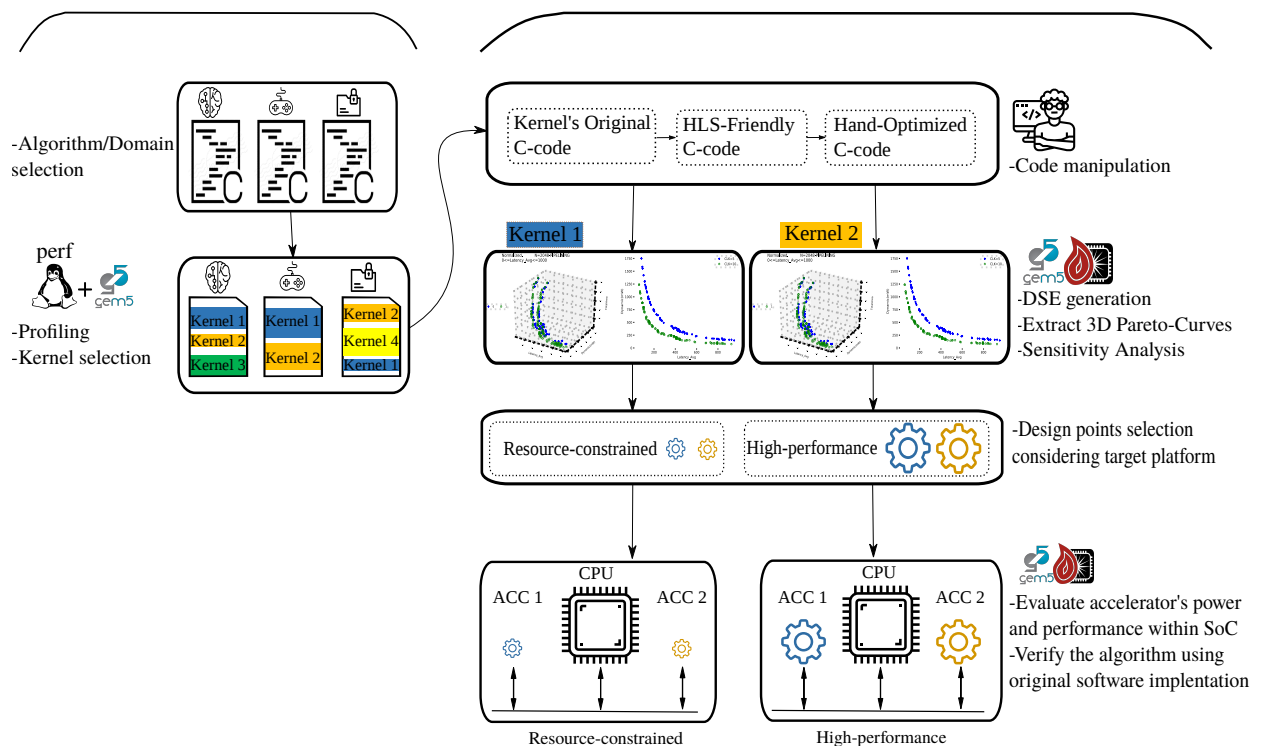 -Algorithm/Domain
selection
C
C
C
perf
+
gem5
-Profiling
-Kernel selection
Kernel 1
Kernel 2
Kernel 3
Kernel 1
Kernel 2
Kernel 2
Kernel 4
Kernel 1
Kernel's Original
C-code
HLS-Friendly
C-code
Hand-Optimized
C-code
-Code manipulation
Kernel 1
Kernel 2
gem5
-DSE generation
-Extract 3D Pareto-Curves
-Sensitivity Analysis
Resource-constrained
High-performance
-Design points selection
considering target platform
CPU
ACC 1
ACC 2
Resource-constrained
CPU
ACC 1
ACC 2
High-performance
gem5
-Evaluate accelerator's power
and performance within SoC
-Verify the algorithm using
original software implentation